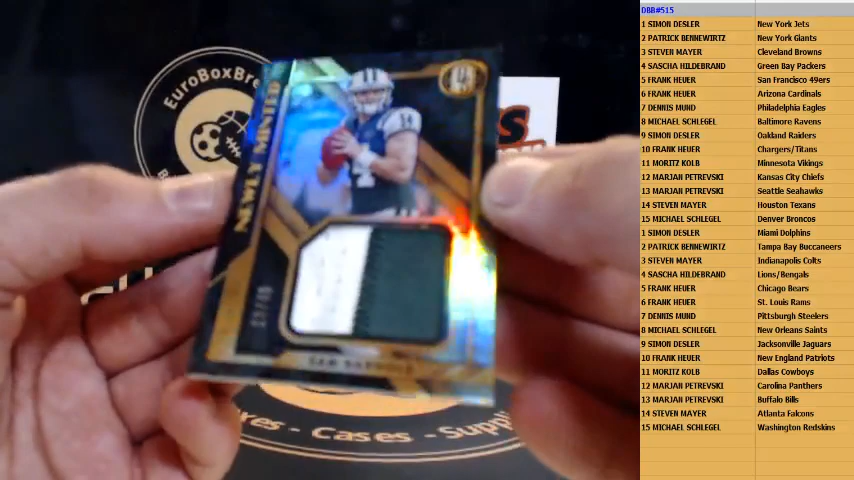 EuroBoxBre
NEWLY MINTED
14
xes - Cases - Suppl
DBB#515
1 SIMON DESLER New York Jets
2 PATRICK BENNEWIRTZ New York Giants
3 STEVEN MAYER Cleveland Browns
4 SASCHA HILDEBRAND Green Bay Packers
5 FRANK HEUER San Francisco 49ers
6 FRANK HEUER Arizona Cardinals
7 DENNIS MUND Philadelphia Eagles
8 MICHAEL SCHLEGEL Baltimore Ravens
9 SIMON DESLER Oakland Raiders
10 FRANK HEUER Chargers/Titans
11 MORITZ KOLB Minnesota Vikings
12 MARJAN PETREVSKI Kansas City Chiefs
13 MARJAN PETREVSKI Seattle Seahawks
14 STEVEN MAYER Houston Texans
15 MICHAEL SCHLEGEL Denver Broncos
1 SIMON DESLER Miami Dolphins
2 PATRICK BENNEWIRTZ Tampa Bay Buccaneers
3 STEVEN MAYER Indianapolis Colts
4 SASCHA HILDEBRAND Lions/Bengals
5 FRANK HEUER Chicago Bears
6 FRANK HEUER St. Louis Rams
7 DENNIS MUND Pittsburgh Steelers
8 MICHAEL SCHLEGEL New Orleans Saints
9 SIMON DESLER Jacksonville Jaguars
10 FRANK HEUER New England Patriots
11 MORITZ KOLB Dallas Cowboys
12 MARJAN PETREVSKI Carolina Panthers
13 MARJAN PETREVSKI Buffalo Bills
14 STEVEN MAYER Atlanta Falcons
15 MICHAEL SCHLEGEL Washington Redskins